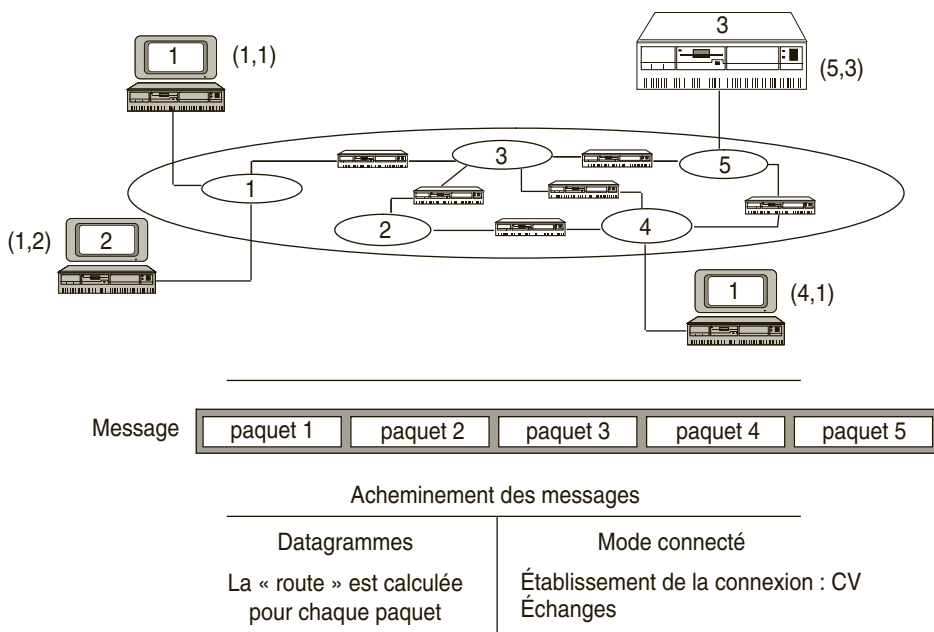 3
1 (1,1)
(5,3)
3
5
1
2
4
(1,2) 2
1 (4,1)
Message paquet 1 paquet 2 paquet 3 paquet 4 paquet 5
Acheminement des messages
Datagrammes
La « route » est calculée
pour chaque paquet
Mode connecté
Établissement de la connexion : CV
Échanges